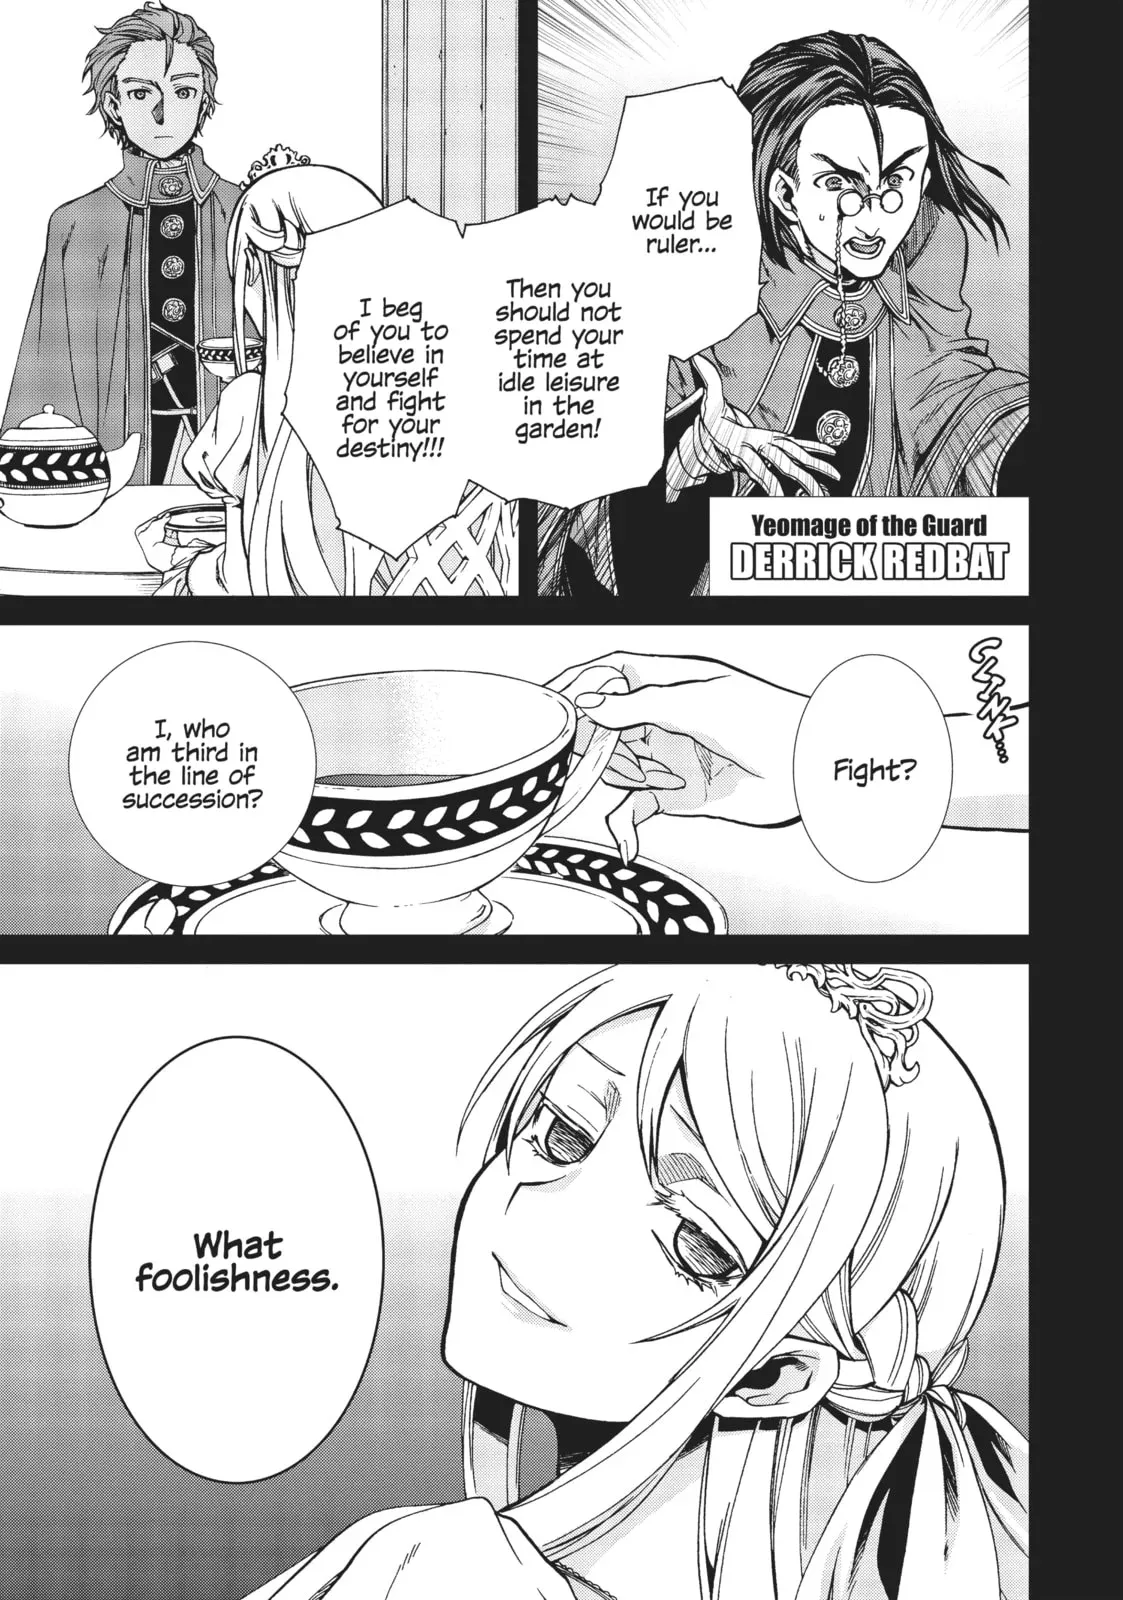 If you
would be
ruler...
Then you
should not
spend your
time at
idle leisure
in the
garden!
I beg
of you to
believe in
yourself
and fight
for your
destiny!!!
Yeomage of the Guard
DERRICK REDBAT
CLINK...
Fight?
I, who
am third in
the line of
succession?
What
foolishness.